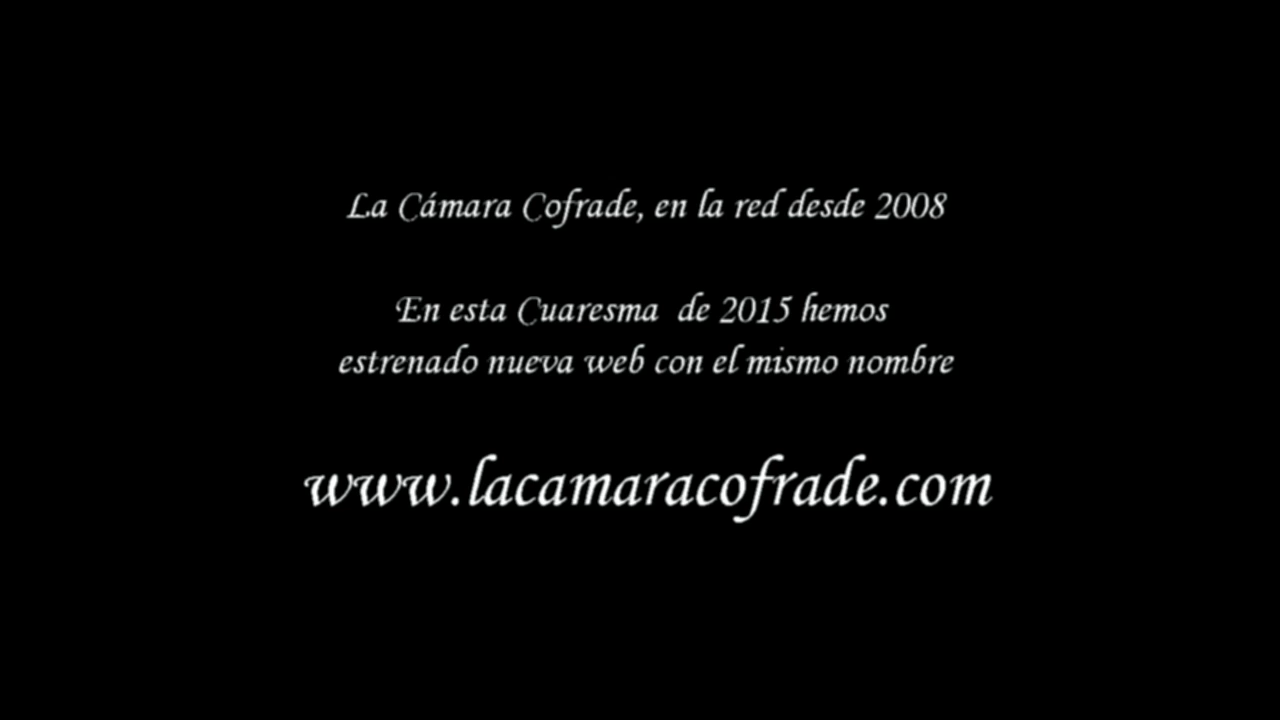 La Cámara Cofrade, en la red desde 2008
En esta Cuaresma de 2015 hemos
estrenado nueva web con el mismo nombre
www.lacamaracofrade.com